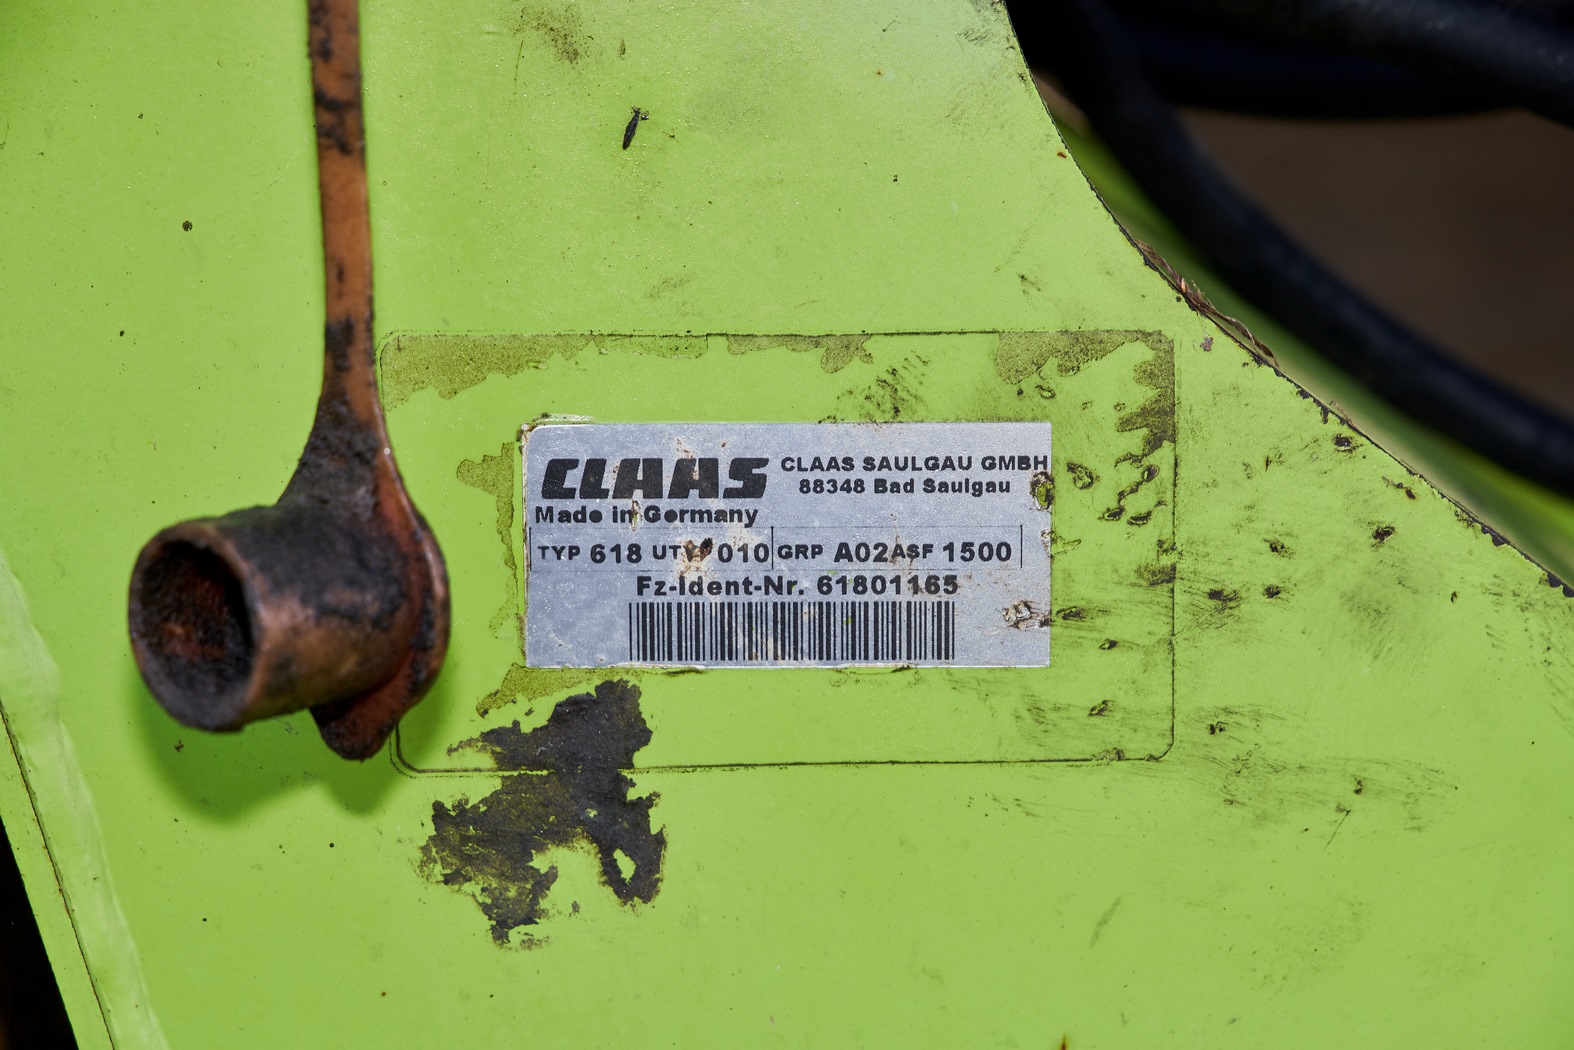 CLAAS
CLAAS SAULGAU GMBH
88348 Bad Saulgau
Made in Germany
TYP 618 UTY 010 GRP A02 ASF 1500
Fz-Ident-Nr. 61801165